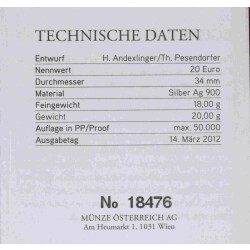 TECHNISCHE DATEN
Entwurf H. Andexlinger/Th. Pesendorfer
Nennwert 20 Euro
Durchmesser 34 mm
Material Silber Ag 900
Feingewicht 18,00 g
Gewicht 20,00 g
Auflage in PP/Proof max. 50.000
Ausgabetag 14. März 2012
No 18476
MÜNZE ÖSTERREICH AG
Am Heumarkt 1, 1031 Wien